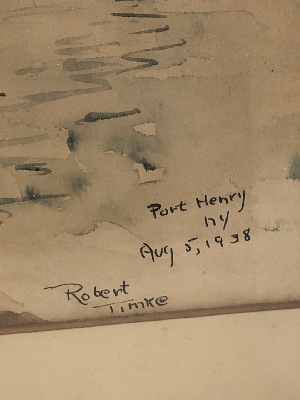 Port Henry
ny
Aug 5, 1938
Robert
Timke